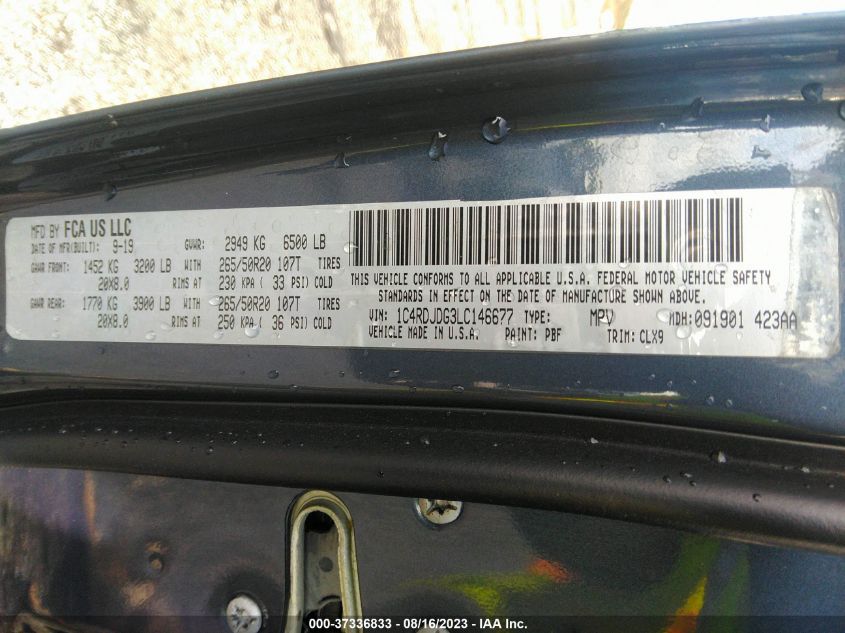 MFD BY FCA US LLC
DATE OF MFR(BUILT): 9-19 GVWR: 2949 KG 6500 LB
GAWR FRONT: 1452 KG 3200 LB WITH 265/50R20 107T TIRES
20X8.0 RIMS AT 230 KPA( 33 PSI) COLD
GAWR REAR: 1770 KG 3900 LB WITH 265/50R20 107T TIRES
20X8.0 RIMS AT 250 KPA ( 36 PSI) COLD
THIS VEHICLE CONFORMS TO ALL APPLICABLE U.S.A. FEDERAL MOTOR VEHICLE SAFETY
STANDARDS IN EFFECT ON THE DATE OF MANUFACTURE SHOWN ABOVE.
VIN: 1C4RDJDG3LC146677 TYPE: MPV MDH:091901 423AA
VEHICLE MADE IN U.S.A. PAINT: PBF TRIM: CLX9
000-37336833 - 08/16/2023 - IAA Inc.